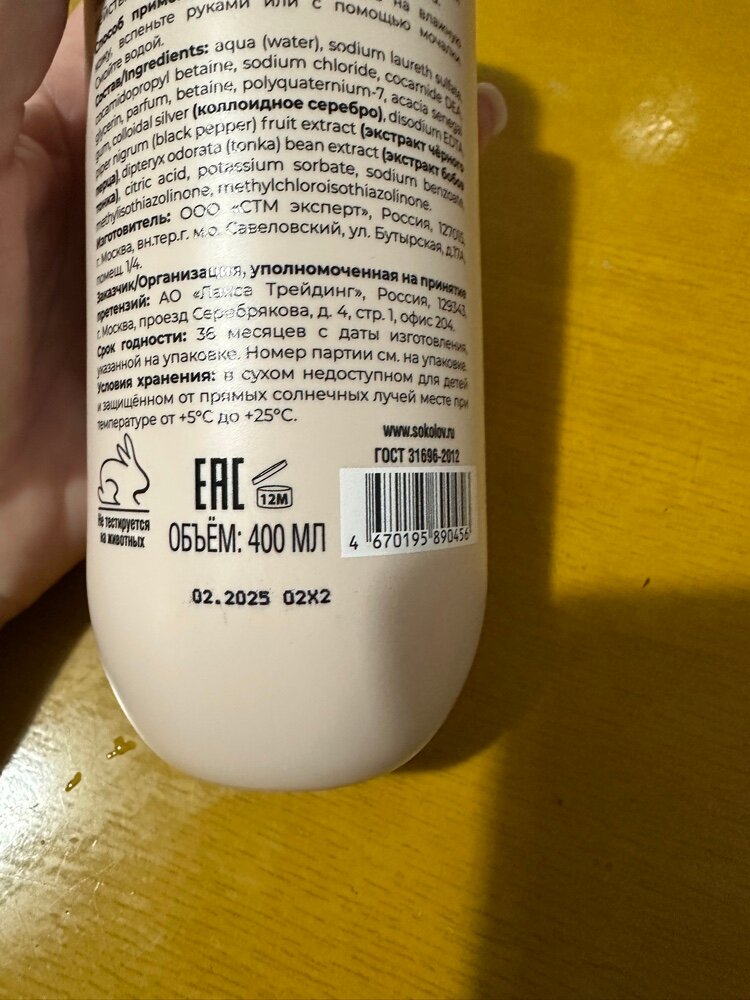 Способ
на влажную
кожу, вспеньте руками или с помощью мочалки.
Смойте водой.
Состав/Ingredients: aqua (water), sodium laureth sulfate,
cocamidopropyl betaine, sodium chloride, cocamide DEA,
glycerin, parfum, betaine, polyquaternium-7, acacia senegal
gum, colloidal silver (коллоидное серебро), disodium EDTA,
piper nigrum (black pepper) fruit extract (экстракт чёрного
перца), dipteryx odorata (tonka) bean extract (экстракт бобов
тонка), citric acid, potassium sorbate, sodium benzoate,
methylisothiazolinone, methylchloroisothiazolinone.
Изготовитель: ООО «СТМ эксперт», Россия, 127015,
г. Москва, вн.тер.г. м.о. Савеловский, ул. Бутырская, д.17А,
помещ. 1/4.
Заказчик/Организация, уполномоченная на принятие
претензий: АО «Лакса Трейдинг», Россия, 129343,
г. Москва, проезд Серебрякова, д. 4, стр. 1, офис 204.
Срок годности: 36 месяцев с даты изготовления,
указанной на упаковке. Номер партии см. на упаковке.
Условия хранения: в сухом недоступном для детей
и защищённом от прямых солнечных лучей месте при
температуре от +5°C до +25°C.
www.sokolov.ru
ГОСТ 31696-2012
EAC
12M
Не тестируется
на животных
ОБЪЁМ: 400 МЛ
4 670195 890456
02.2025 02X2